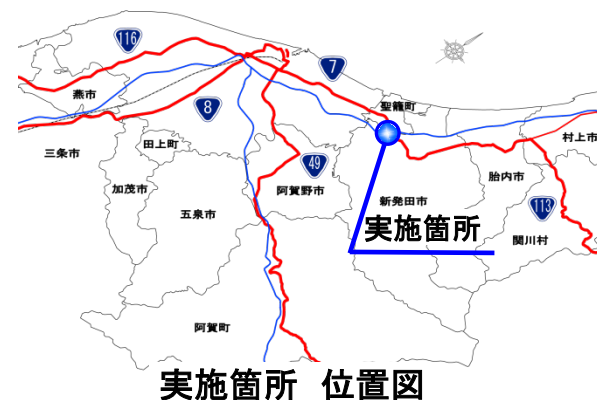 116
7
燕市
8
聖籠町
三条市
田上町
村上市
49
加茂市
阿賀野市
胎内市
五泉市
新発田市
113
実施箇所
関川村
阿賀町
実施箇所 位置図